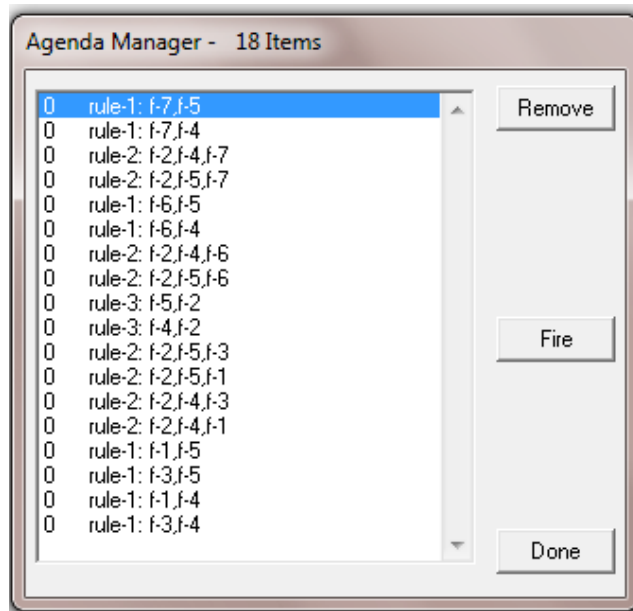 Agenda Manager -   18 Items
0 rule-1: f-7,f-5
0 rule-1: f-7,f-4
0 rule-2: f-2,f-4,f-7
0 rule-2: f-2,f-5,f-7
0 rule-1: f-6,f-5
0 rule-1: f-6,f-4
0 rule-2: f-2,f-4,f-6
0 rule-2: f-2,f-5,f-6
0 rule-3: f-5,f-2
0 rule-3: f-4,f-2
0 rule-2: f-2,f-5,f-3
0 rule-2: f-2,f-5,f-1
0 rule-2: f-2,f-4,f-3
0 rule-2: f-2,f-4,f-1
0 rule-1: f-1,f-5
0 rule-1: f-3,f-5
0 rule-1: f-1,f-4
0 rule-1: f-3,f-4
Remove
Fire
Done